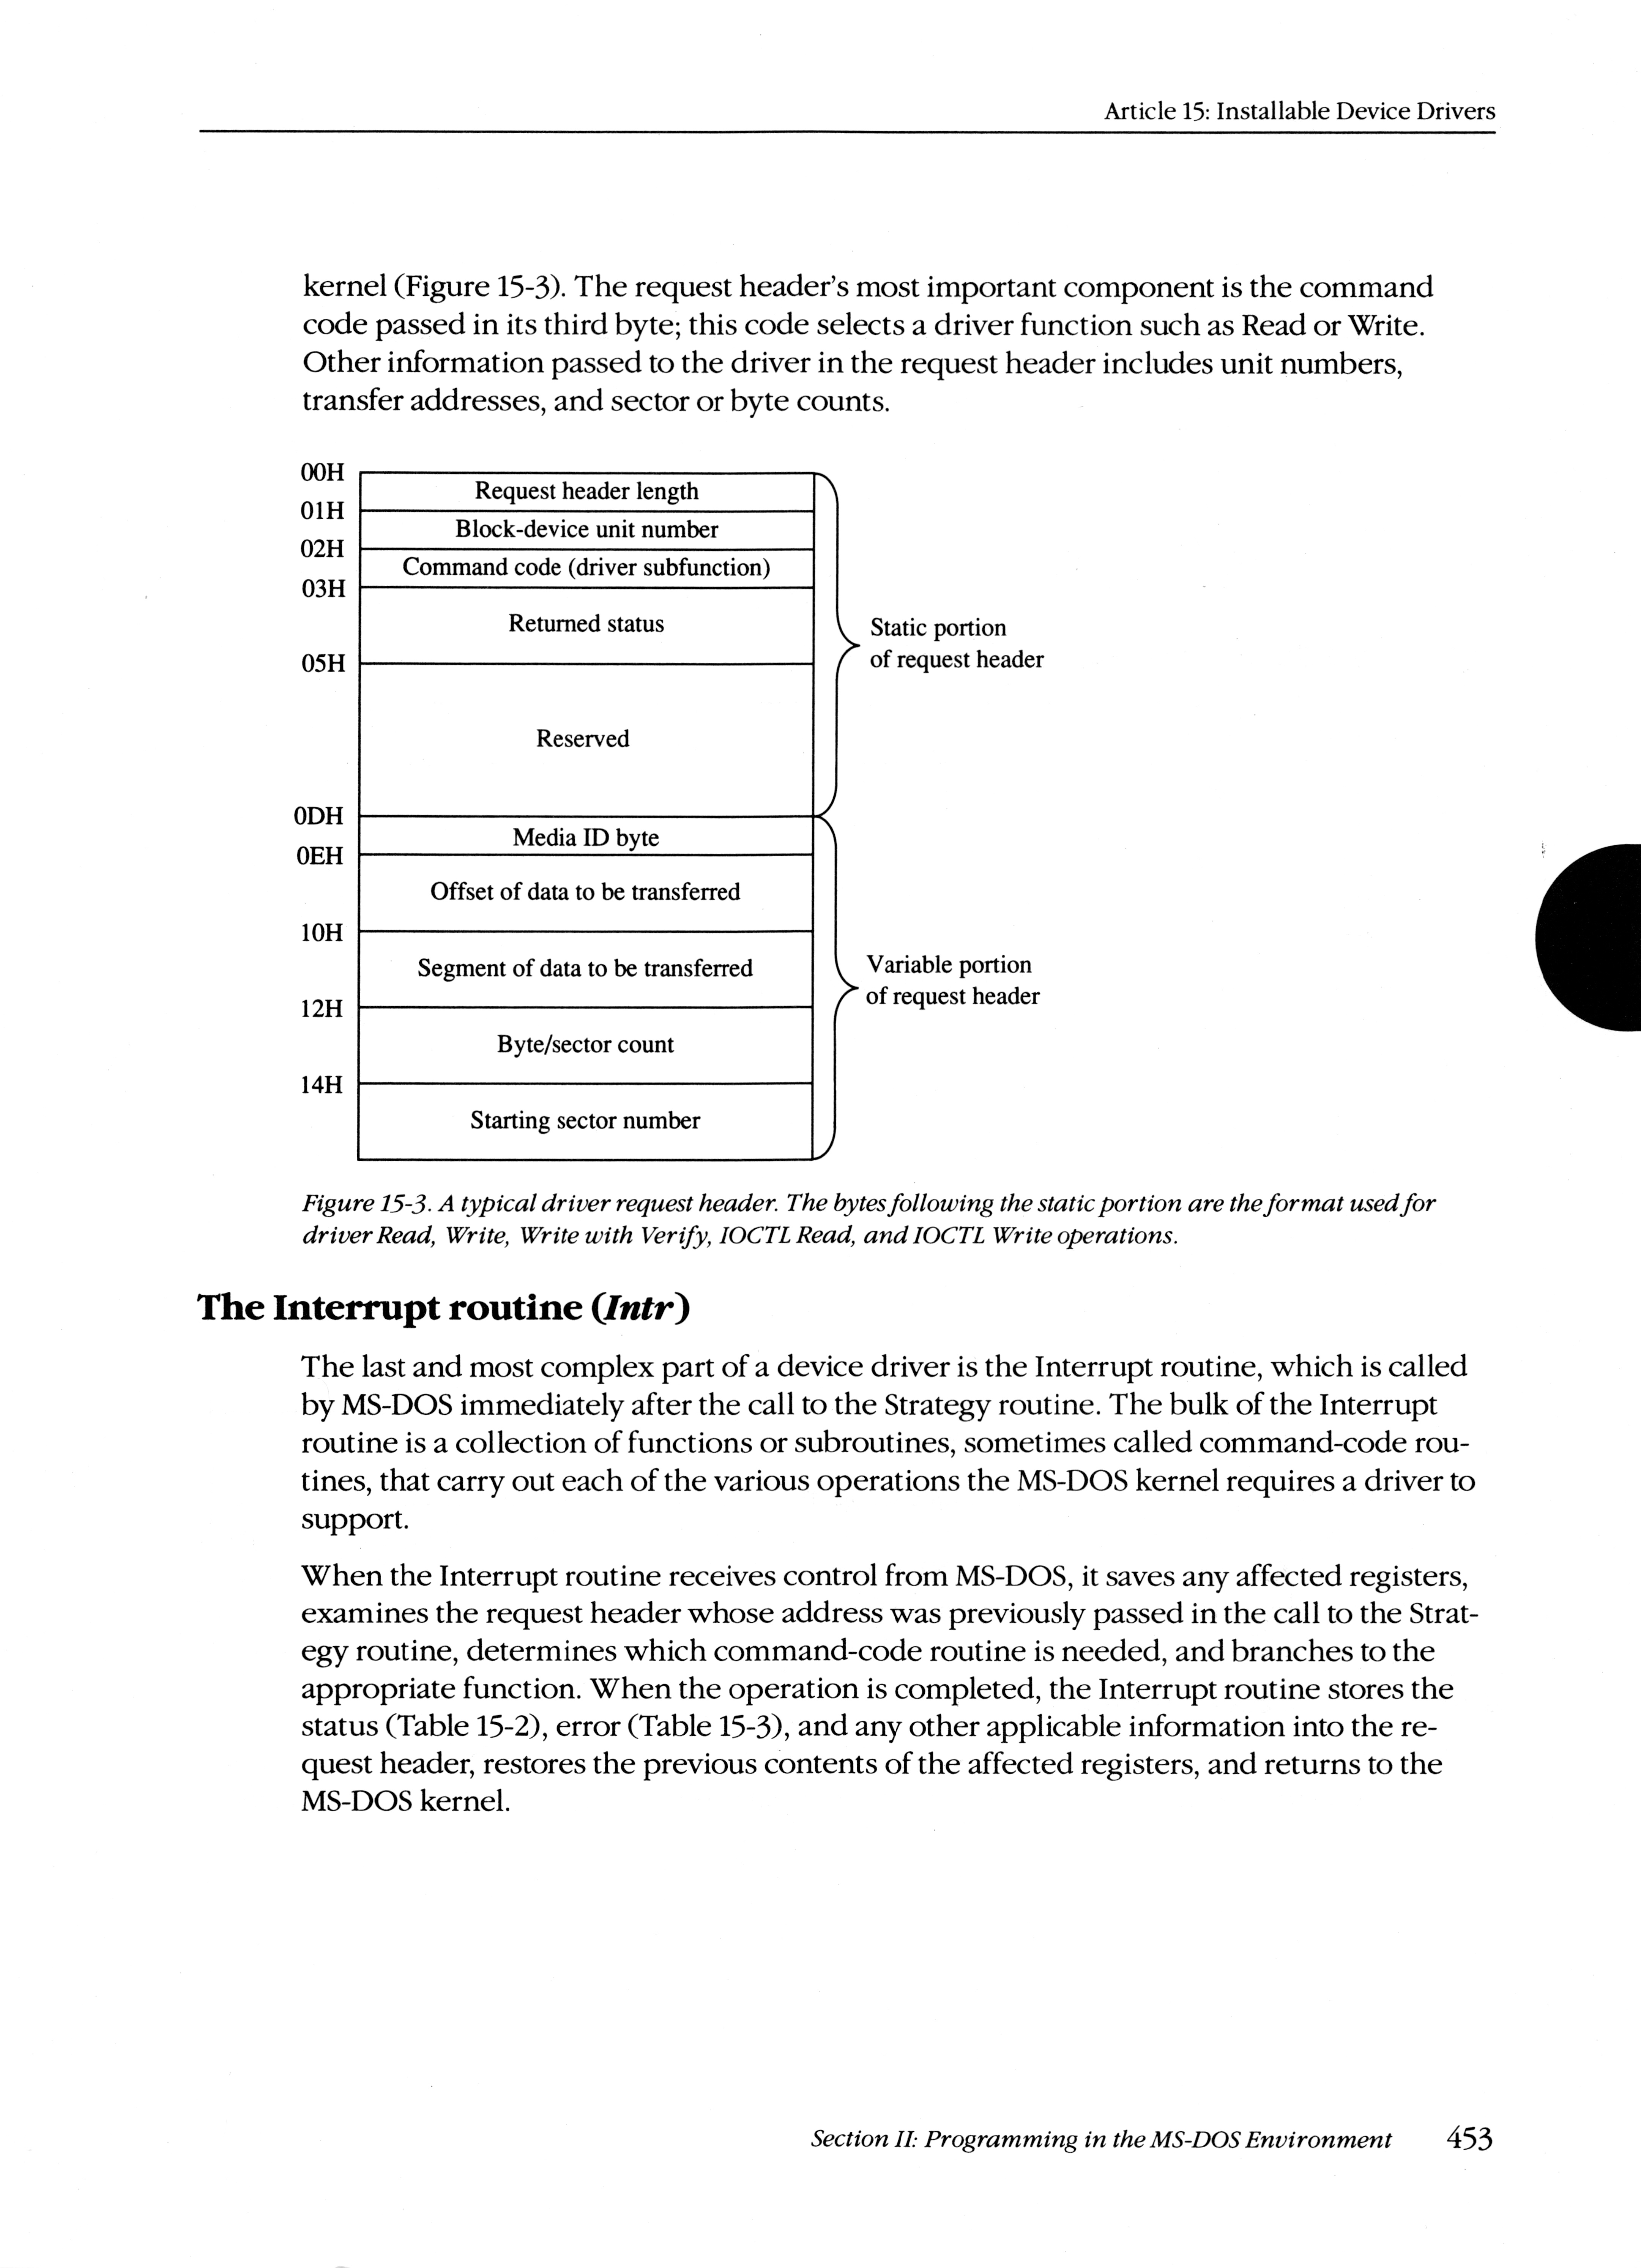 Article 15: Installable Device Drivers
kernel (Figure 15-3). The request header's most important component is the command
code passed in its third byte; this code selects a driver function such as Read or Write.
Other information passed to the driver in the request header includes unit numbers,
transfer addresses, and sector or byte counts.
00H
Request header length
01H
Block-device unit number
02H
Command code (driver subfunction)
03H
Returned status
Static portion
of request header
05H
Reserved
0DH
Media ID byte
0EH
Offset of data to be transferred
10H
Segment of data to be transferred
Variable portion
of request header
12H
Byte/sector count
14H
Starting sector number
Figure 15-3. A typical driver request header. The bytes following the static portion are the format used for
driver Read, Write, Write with Verify, IOCTL Read, and IOCTL Write operations.
The Interrupt routine (Intr)
The last and most complex part of a device driver is the Interrupt routine, which is called
by MS-DOS immediately after the call to the Strategy routine. The bulk of the Interrupt
routine is a collection of functions or subroutines, sometimes called command-code rou-
tines, that carry out each of the various operations the MS-DOS kernel requires a driver to
support.
When the Interrupt routine receives control from MS-DOS, it saves any affected registers,
examines the request header whose address was previously passed in the call to the Strat-
egy routine, determines which command-code routine is needed, and branches to the
appropriate function. When the operation is completed, the Interrupt routine stores the
status (Table 15-2), error (Table 15-3), and any other applicable information into the re-
quest header, restores the previous contents of the affected registers, and returns to the
MS-DOS kernel.
Section II: Programming in the MS-DOS Environment 453